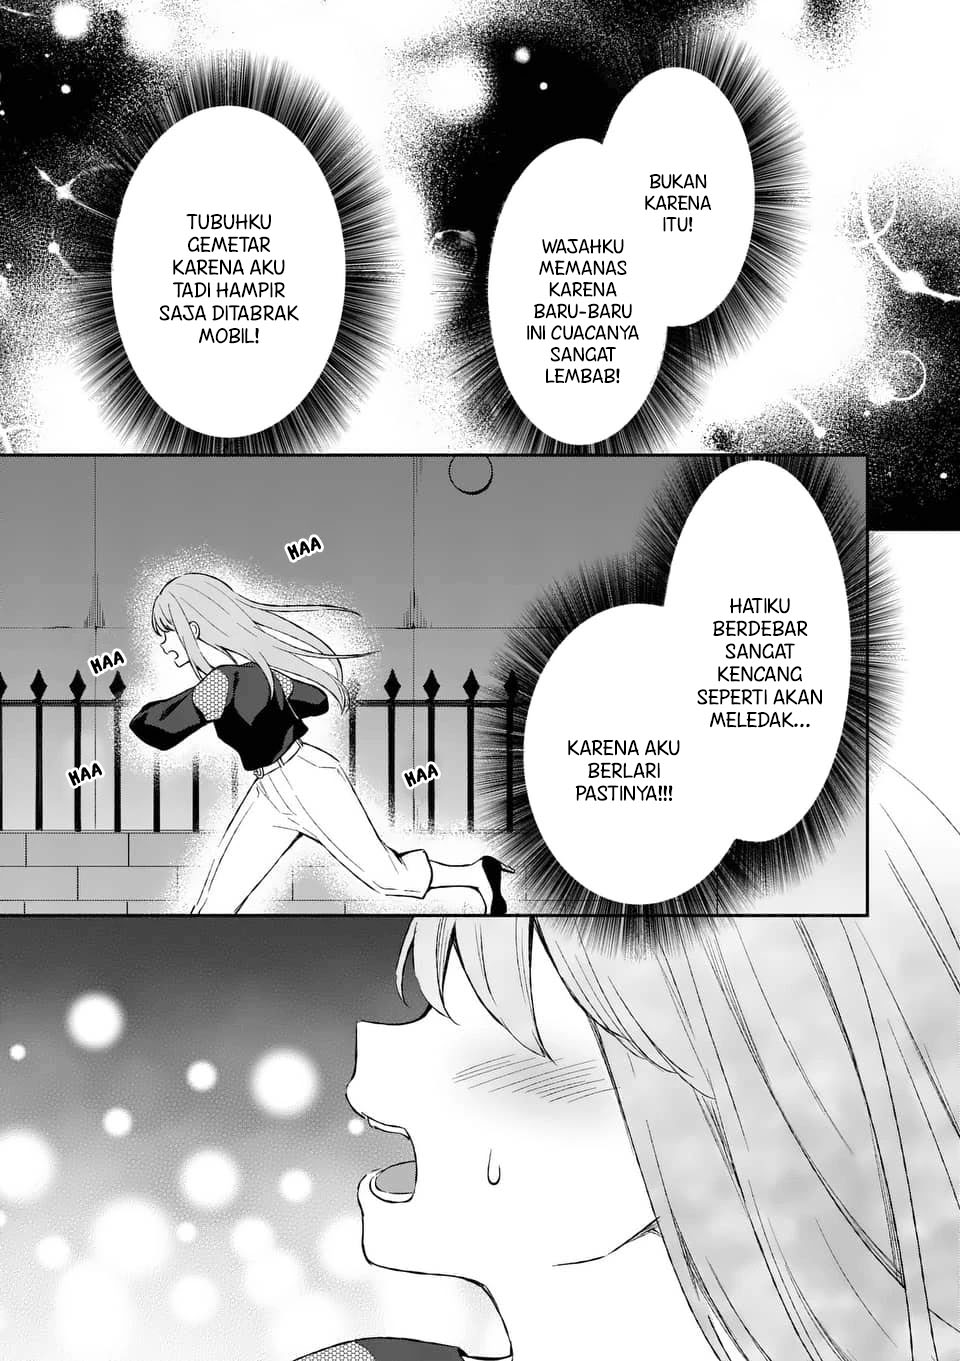 BUKAN
KARENA
ITU!
WAJAHKU
MEMANAS
KARENA
BARU-BARU
INI CUACANYA
SANGAT
LEMBAB!
TUBUHKU
GEMETAR
KARENA AKU
TADI HAMPIR
SAJA DITABRAK
MOBIL!
HATIKU
BERDEBAR
SANGAT
KENCANG
SEPERTI AKAN
MELEDAK...
KARENA AKU
BERLARI
PASTINYA!!!
HAA
HAA
HAA
HAA